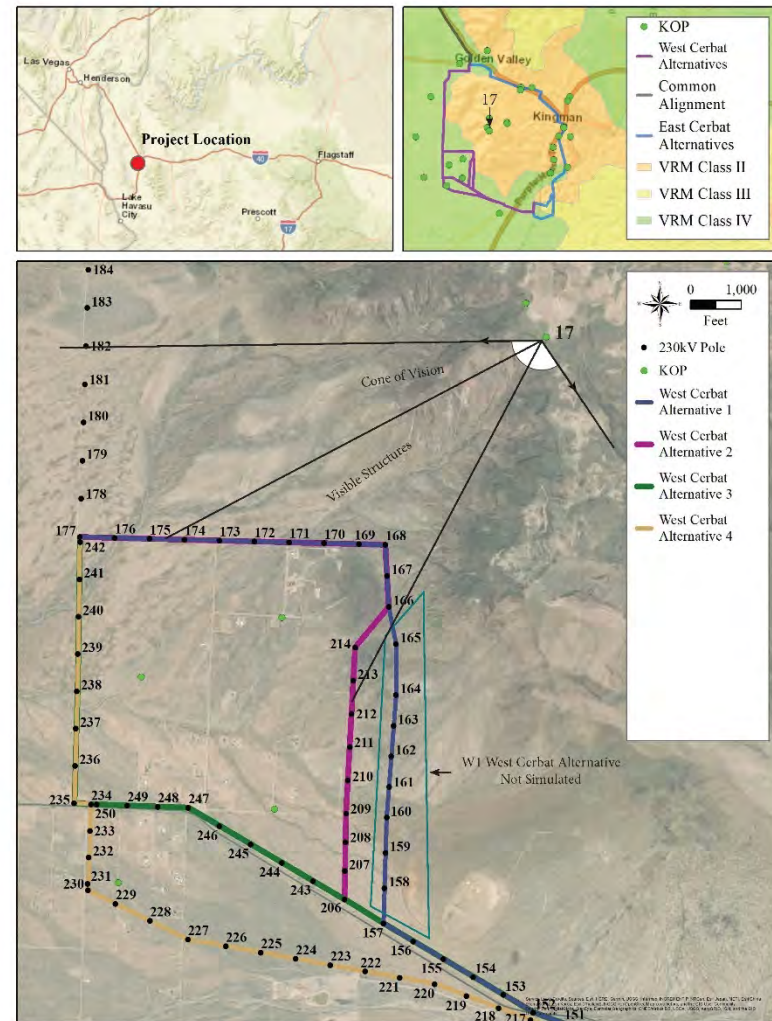 Las Vegas
Henderson
Project Location
40
Flagstaff
Lake
Havasu
City
Prescott
17
Golden Valley
17
Kingman
KOP
West Cerbat
Alternatives
Common
Alignment
East Cerbat
Alternatives
VRM Class II
VRM Class III
VRM Class IV
184
183
182
181
180
179
178
17
Cone of Vision
Visible Structures
177
176
175
174
173
172
171
170
169
168
242
167
241
166
240
165
214
239
213
164
238
212
163
237
211
162
W1 West Cerbat Alternative
Not Simulated
236
210
161
235
234
249
248
247
250
209
160
246
233
208
245
159
232
244
207
243
158
231
230
206
229
228
157
227
156
226
225
155
224
223
154
222
221
153
220
219
152
218
217
151
0
1,000
Feet
230kV Pole
KOP
West Cerbat
Alternative 1
West Cerbat
Alternative 2
West Cerbat
Alternative 3
West Cerbat
Alternative 4